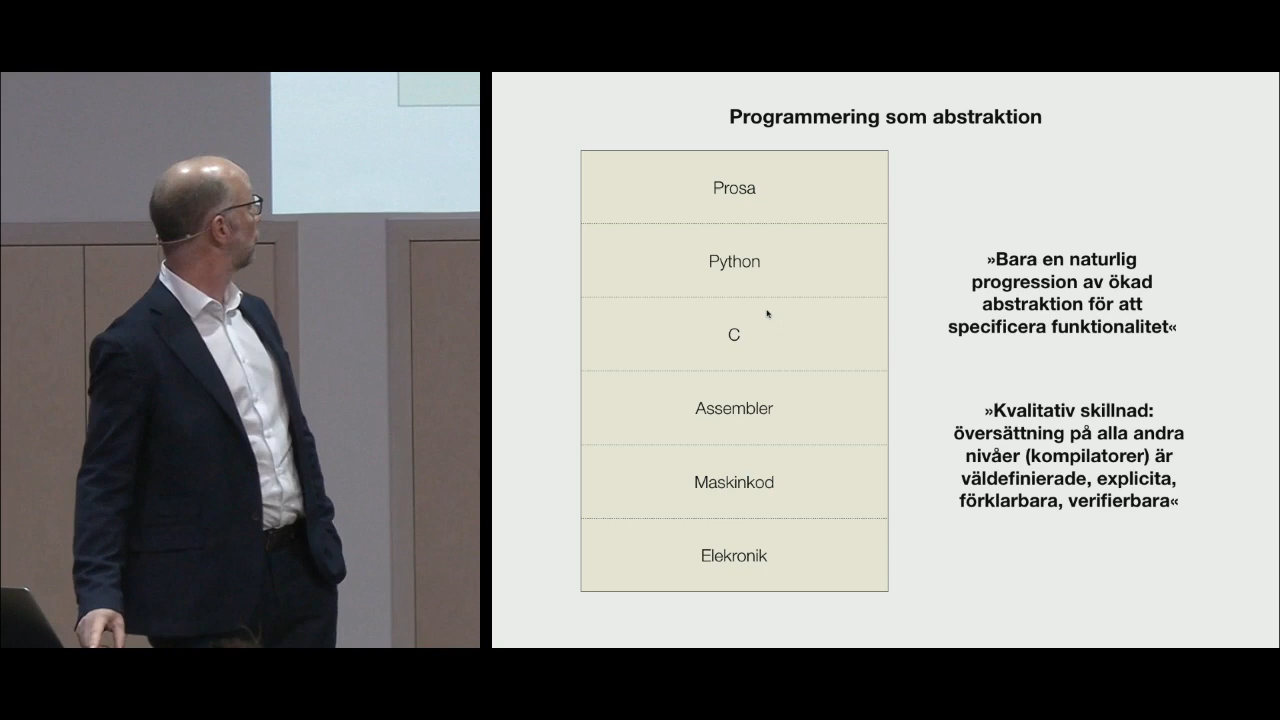 Programmering som abstraktion
Prosa
Python
C
Assembler
Maskinkod
Elekronik
»Bara en naturlig
progression av ökad
abstraktion för att
specificera funktionalitet«
»Kvalitativ skillnad:
översättning på alla andra
nivåer (kompilatorer) är
väldefinierade, explicita,
förklarbara, verifierbara«